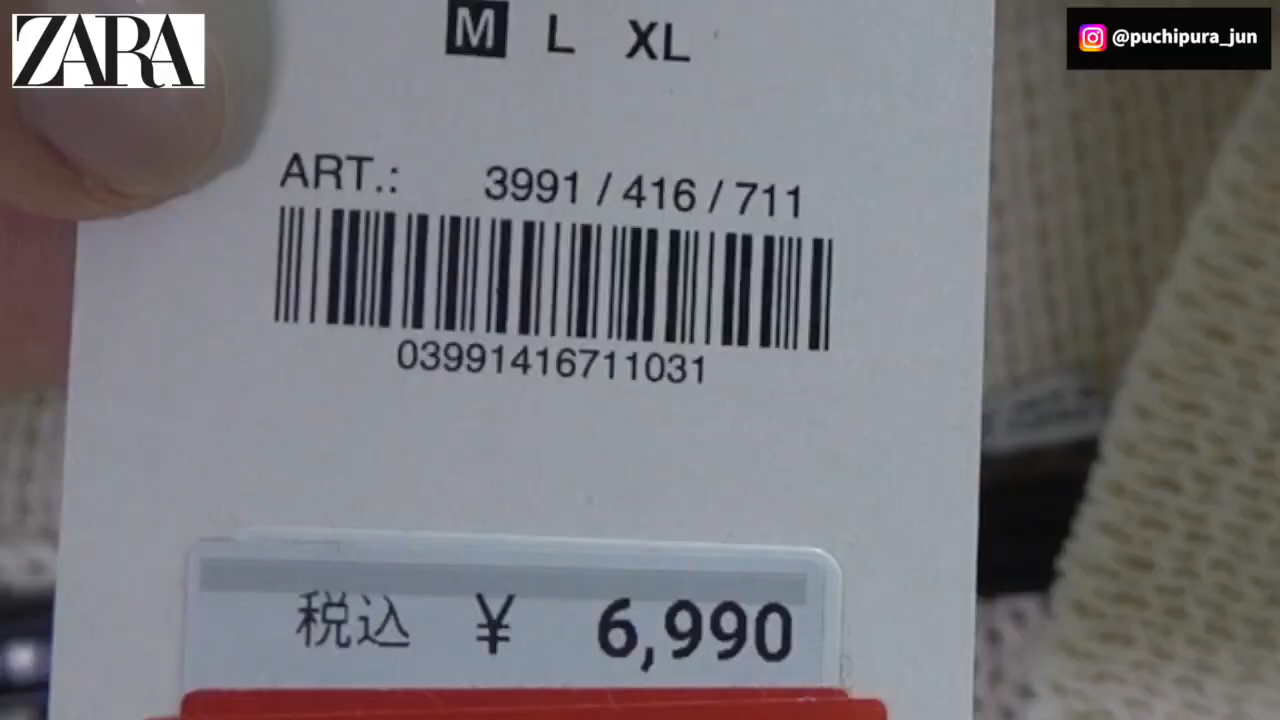 ZARA
@puchipura_jun
M L XL
ART.: 3991 / 416 / 711
03991416711031
税込 ¥ 6,990